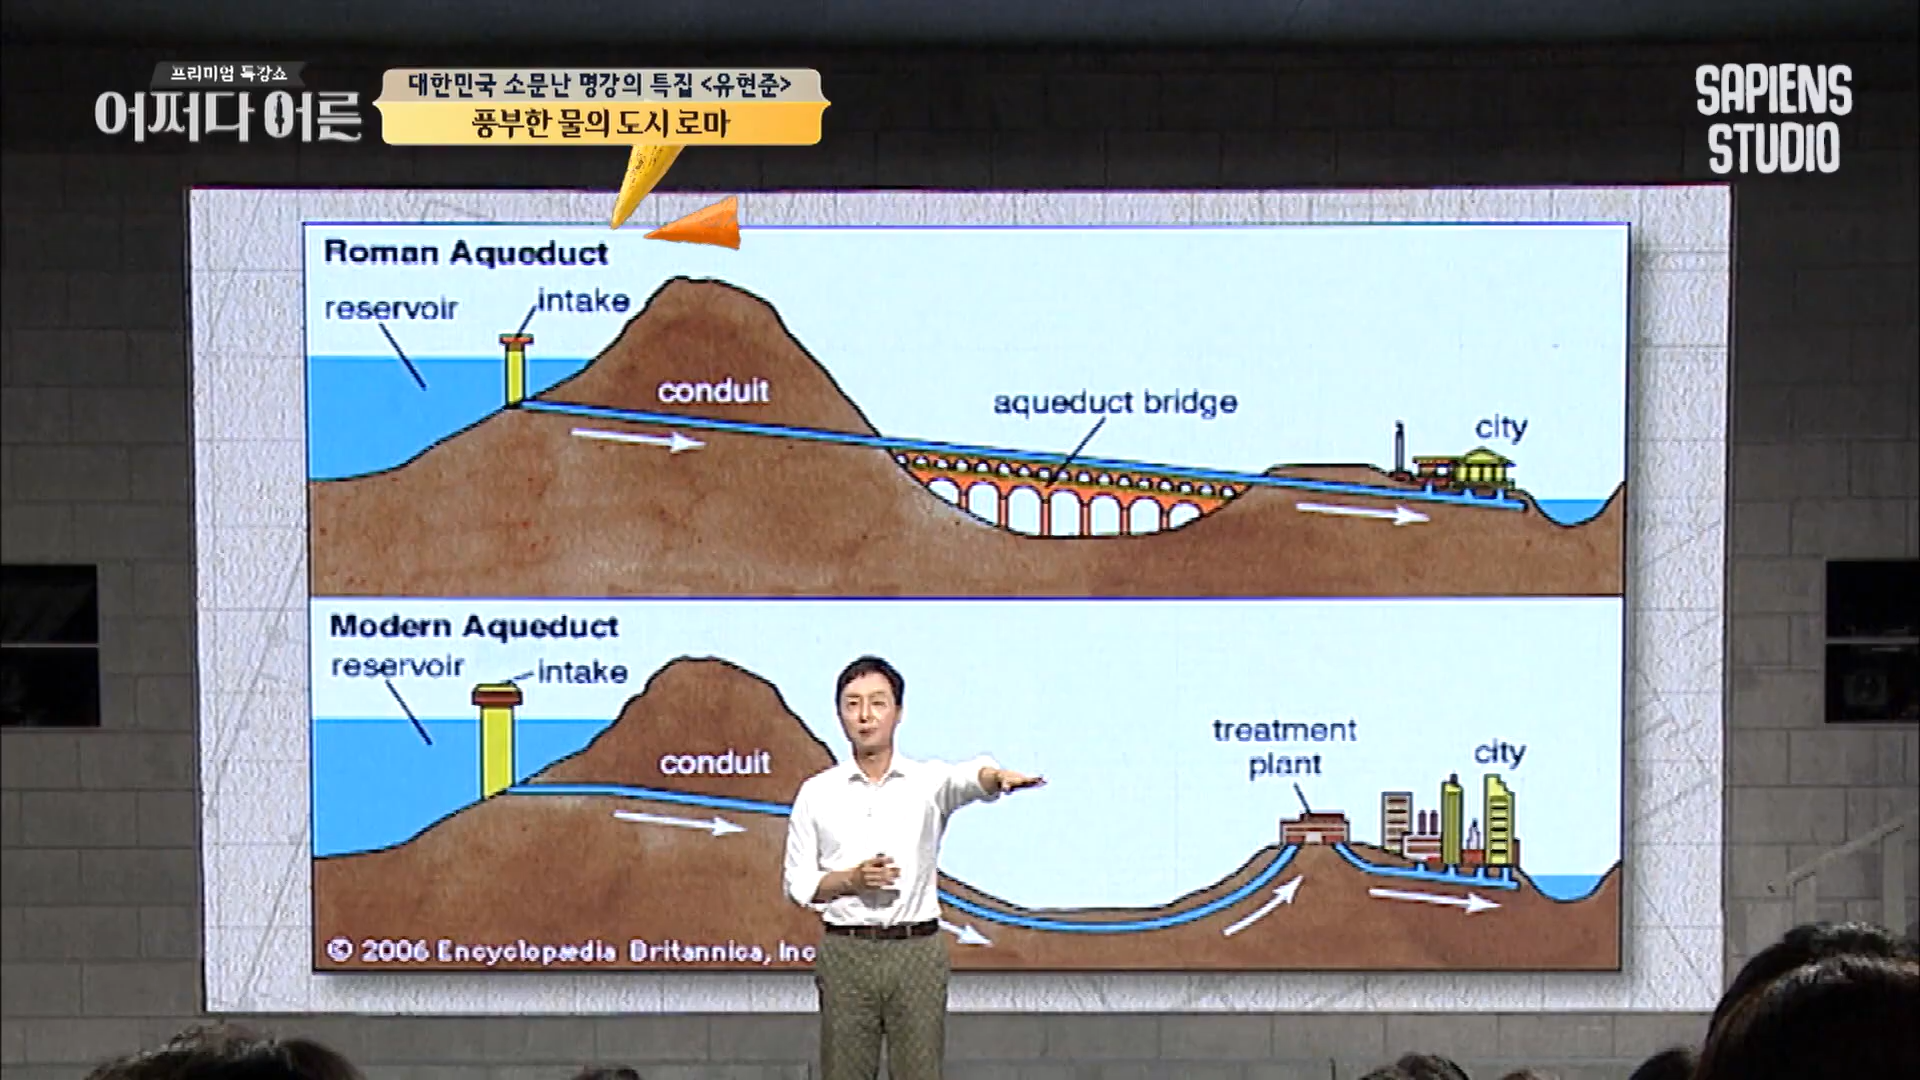 프리미엄 특강쇼
어쩌다 어른
대한민국 소문난 명강의 특집 <유현준>
풍부한 물의 도시 로마
SAPIENS
STUDIO
Roman Aqueduct
reservoir
intake
conduit
aqueduct bridge
city
Modern Aqueduct
reservoir
intake
conduit
treatment
plant
city
© 2006 Encyclopædia Britannica, Inc